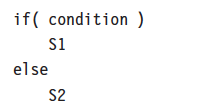 if( condition )
    S1
else
    S2